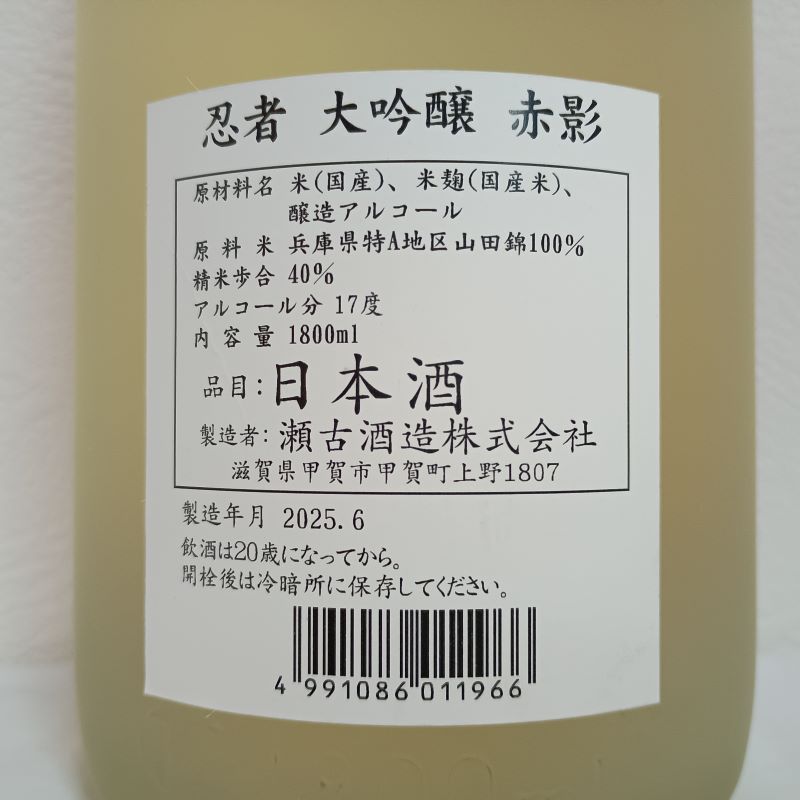 忍者 大吟醸 赤影
原材料名 米(国産)、米麹(国産米)、
醸造アルコール
原料米 兵庫県特A地区山田錦100%
精米歩合 40%
アルコール分 17度
内容量 1800ml
品目:日本酒
製造者:瀬古酒造株式会社
滋賀県甲賀市甲賀町上野1807
製造年月 2025.6
飲酒は20歳になってから。
開栓後は冷暗所に保存してください。
4 991086 011966